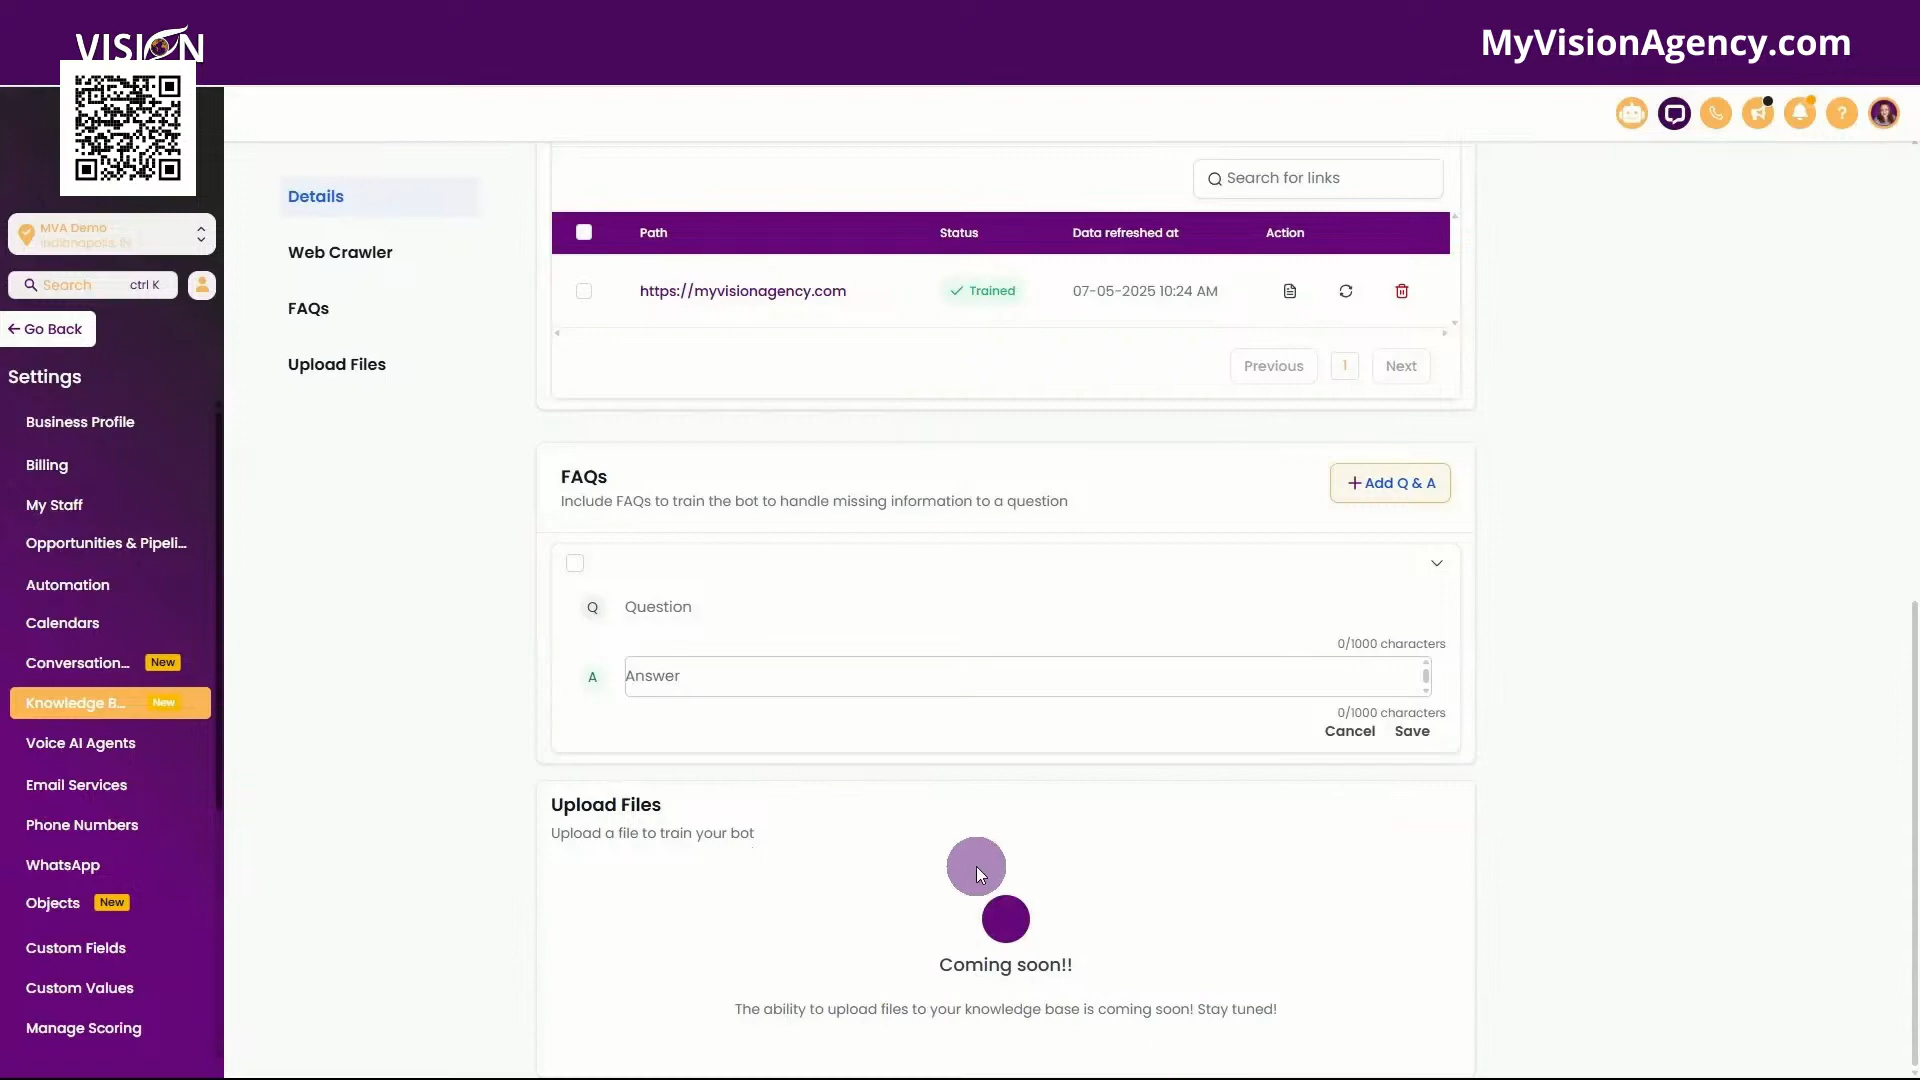 VISION
MyVisionAgency.com
MVA Demo
Indianapolis, IN
Search ctrl K
Go Back
Settings
Business Profile
Billing
My Staff
Opportunities & Pipeli...
Automation
Calendars
Conversation... New
Knowledge B... New
Voice AI Agents
Email Services
Phone Numbers
WhatsApp
Objects New
Custom Fields
Custom Values
Manage Scoring
Details
Web Crawler
FAQs
Upload Files
Search for links
Path Status Data refreshed at Action
https://myvisionagency.com Trained 07-05-2025 10:24 AM
Previous 1 Next
FAQs
Include FAQs to train the bot to handle missing information to a question
Add Q & A
Q Question
0/1000 characters
A Answer
0/1000 characters
Cancel Save
Upload Files
Upload a file to train your bot
Coming soon!!
The ability to upload files to your knowledge base is coming soon! Stay tuned!